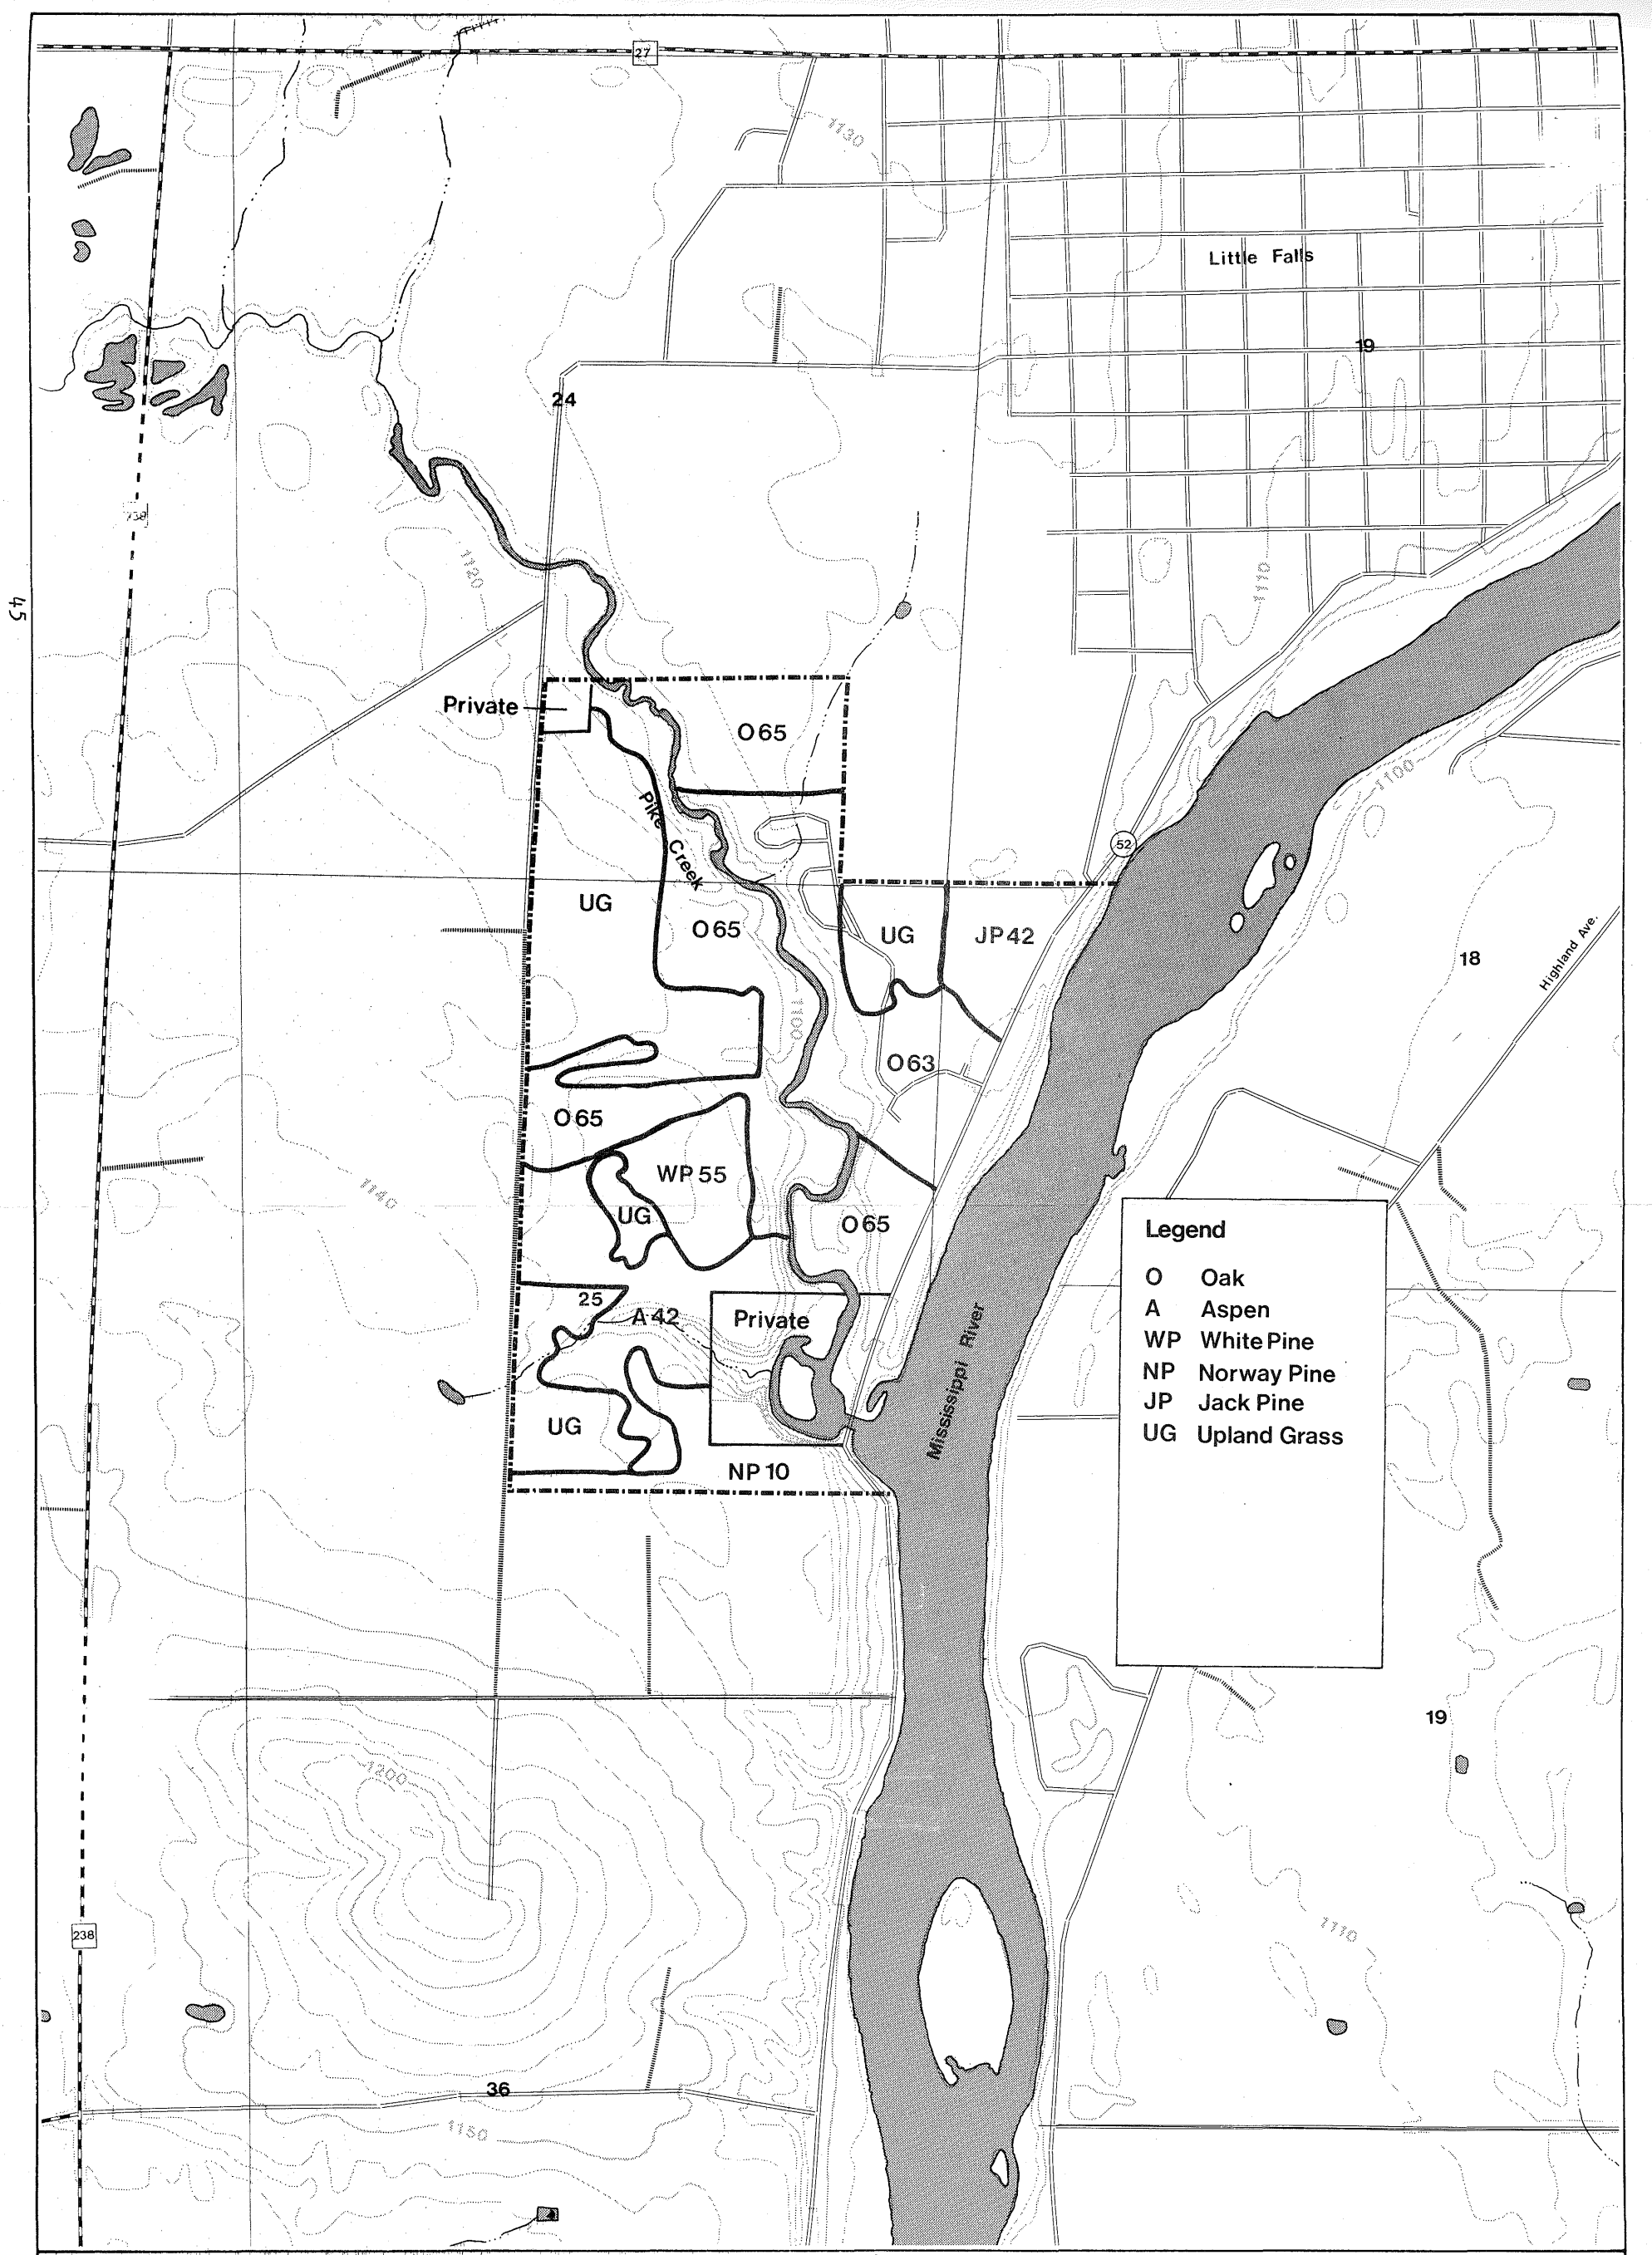 27
1130
Little Falls
19
24
238
1120
1110
45
Private
O 65
1100
Pike Creek
52
UG
O 65
UG
JP 42
18
Highland Ave.
1100
O 63
O 65
WP 55
1140
UG
O 65
Legend
O Oak
A Aspen
WP White Pine
NP Norway Pine
JP Jack Pine
UG Upland Grass
25
A 42
Private
Mississippi River
UG
NP 10
19
1200
238
1110
36
1150